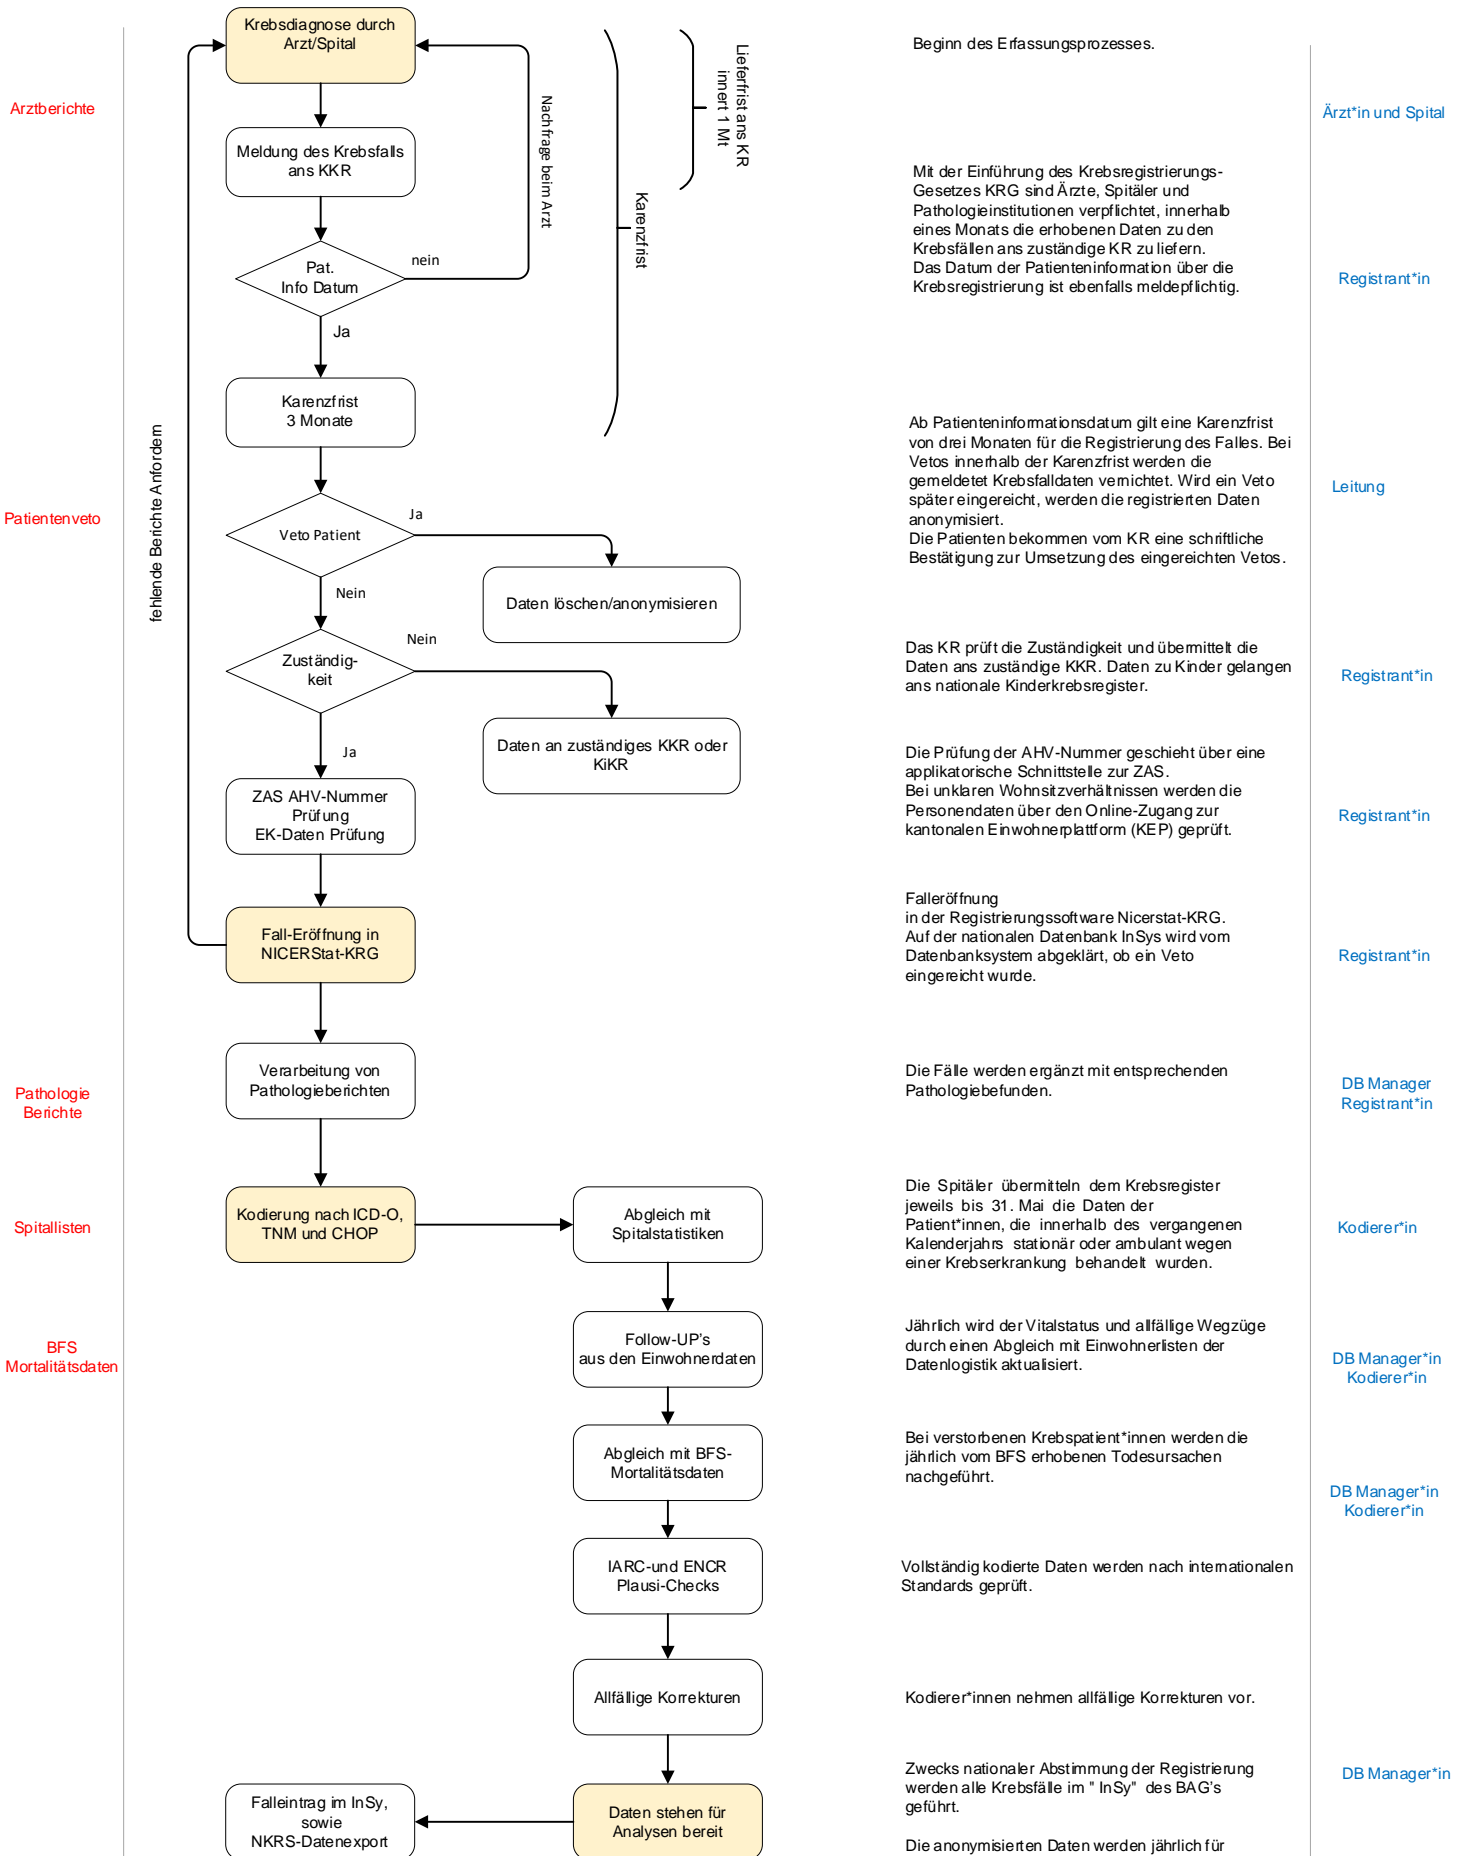 Krebsdiagnose durch
Arzt/Spital
Beginn des Erfassungsprozesses.
Lieferfrist ans KR
innert 1 Mt
Nachfrage beim Arzt
Karenzfrist
Arztberichte
Ärzt*in und Spital
Meldung des Krebsfalls
ans KKR
Mit der Einführung des Krebsregistrierungs-
Gesetzes KRG sind Ärzte, Spitäler und
Pathologieinstitutionen verpflichtet, innerhalb
eines Monats die erhobenen Daten zu den
Krebsfällen ans zuständige KR zu liefern.
Das Datum der Patienteninformation über die
Krebsregistrierung ist ebenfalls meldepflichtig.
Pat.
Info Datum
nein
Ja
Registrant*in
Karenzfrist
3 Monate
fehlende Berichte Anfordern
Ab Patienteninformationsdatum gilt eine Karenzfrist
von drei Monaten für die Registrierung des Falles. Bei
Vetos innerhalb der Karenzfrist werden die
gemeldetet Krebsfalldaten vernichtet. Wird ein Veto
später eingereicht, werden die registrierten Daten
anonymisiert.
Die Patienten bekommen vom KR eine schriftliche
Bestätigung zur Umsetzung des eingereichten Vetos.
Leitung
Patientenveto
Veto Patient
Ja
Nein
Daten löschen/anonymisieren
Zuständig-
keit
Nein
Ja
Das KR prüft die Zuständigkeit und übermittelt die
Daten ans zuständige KKR. Daten zu Kinder gelangen
ans nationale Kinderkrebsregister.
Registrant*in
Daten an zuständiges KKR oder
KiKR
ZAS AHV-Nummer
Prüfung
EK-Daten Prüfung
Die Prüfung der AHV-Nummer geschieht über eine
applikatorische Schnittstelle zur ZAS.
Bei unklaren Wohnsitzverhältnissen werden die
Personendaten über den Online-Zugang zur
kantonalen Einwohnerplattform (KEP) geprüft.
Registrant*in
Fall-Eröffnung in
NICERStat-KRG
Falleröffnung
in der Registrierungssoftware Nicerstat-KRG.
Auf der nationalen Datenbank InSys wird vom
Datenbanksystem abgeklärt, ob ein Veto
eingereicht wurde.
Registrant*in
Pathologie
Berichte
Verarbeitung von
Pathologieberichten
Die Fälle werden ergänzt mit entsprechenden
Pathologiebefunden.
DB Manager
Registrant*in
Spitallisten
Kodierung nach ICD-O,
TNM und CHOP
Abgleich mit
Spitalstatistiken
Die Spitäler übermitteln dem Krebsregister
jeweils bis 31. Mai die Daten der
Patient*innen, die innerhalb des vergangenen
Kalenderjahrs stationär oder ambulant wegen
einer Krebserkrankung behandelt wurden.
Kodierer*in
BFS
Mortalitätsdaten
Follow-UP's
aus den Einwohnerdaten
Jährlich wird der Vitalstatus und allfällige Wegzüge
durch einen Abgleich mit Einwohnerlisten der
Datenlogistik aktualisiert.
DB Manager*in
Kodierer*in
Abgleich mit BFS-
Mortalitätsdaten
Bei verstorbenen Krebspatient*innen werden die
jährlich vom BFS erhobenen Todesursachen
nachgeführt.
DB Manager*in
Kodierer*in
IARC-und ENCR
Plausi-Checks
Vollständig kodierte Daten werden nach internationalen
Standards geprüft.
Allfällige Korrekturen
Kodierer*innen nehmen allfällige Korrekturen vor.
Falleintrag im InSy,
sowie
NKRS-Datenexport
Daten stehen für
Analysen bereit
Zwecks nationaler Abstimmung der Registrierung
werden alle Krebsfälle im " InSy" des BAG's
geführt.
DB Manager*in
Die anonymisierten Daten werden jährlich für